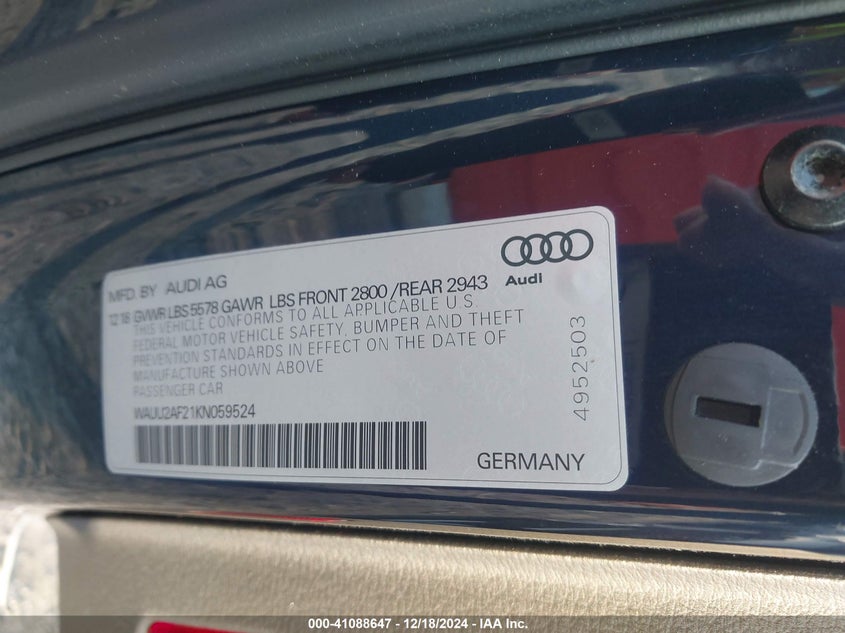 MFD. BY AUDI AG
Audi
12 18 GVWR LBS 5578 GAWR LBS FRONT 2800 /REAR 2943
THIS VEHICLE CONFORMS TO ALL APPLICABLE U.S.
FEDERAL MOTOR VEHICLE SAFETY, BUMPER AND THEFT
PREVENTION STANDARDS IN EFFECT ON THE DATE OF
MANUFACTURE SHOWN ABOVE
PASSENGER CAR
WAUU2AF21KN059524
GERMANY
4952503
000-41088647 - 12/18/2024 - IAA Inc.